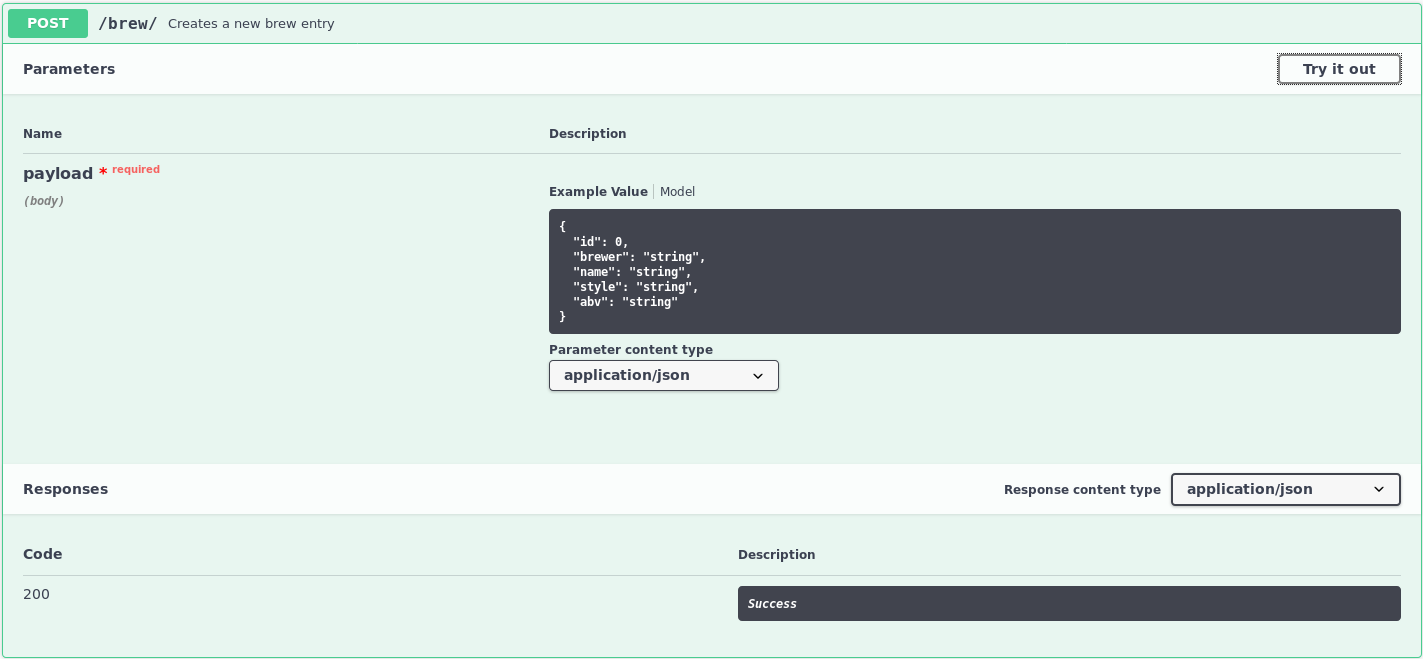 POST /brew/ Creates a new brew entry
Parameters Try it out
Name Description
payload * required
(body)
Example Value Model
{
  "id": 0,
  "brewer": "string",
  "name": "string",
  "style": "string",
  "abv": "string"
}
Parameter content type
application/json
Responses Response content type application/json
Code Description
200 Success